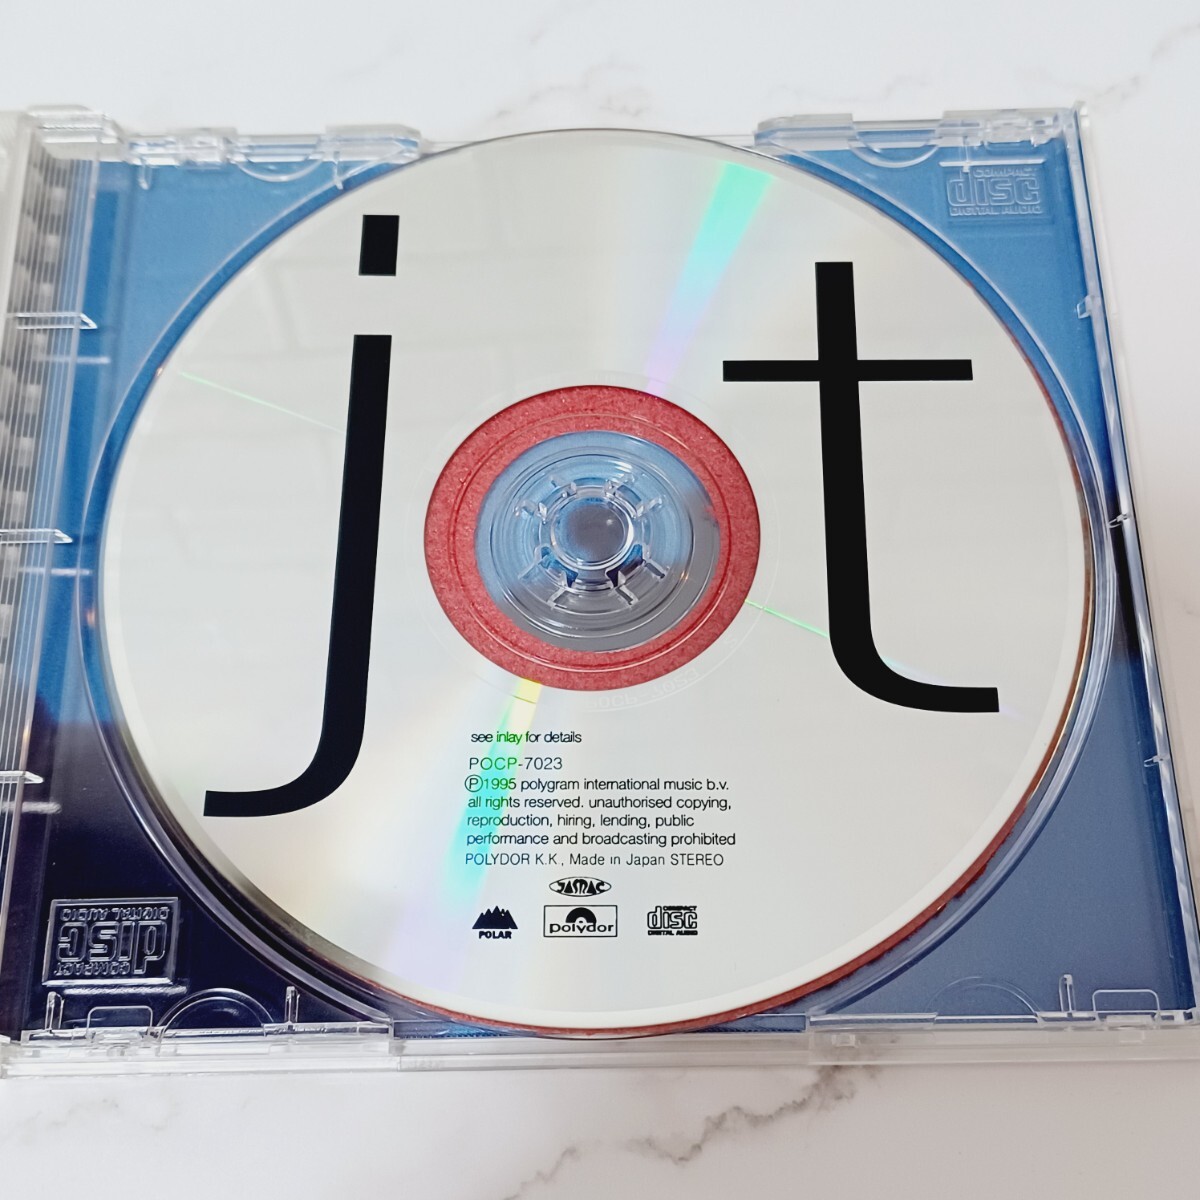 j t
COMPACT
disc
DIGITAL AUDIO
see inlay for details
POCP-7023
Ⓟ1995 polygram international music b.v.
all rights reserved. unauthorised copying,
reproduction, hiring, lending, public
performance and broadcasting prohibited
POLYDOR K.K., Made in Japan STEREO
JASRAC
POLAR
polydor
COMPACT
disc
DIGITAL AUDIO
COMPACT
disc
DIGITAL AUDIO